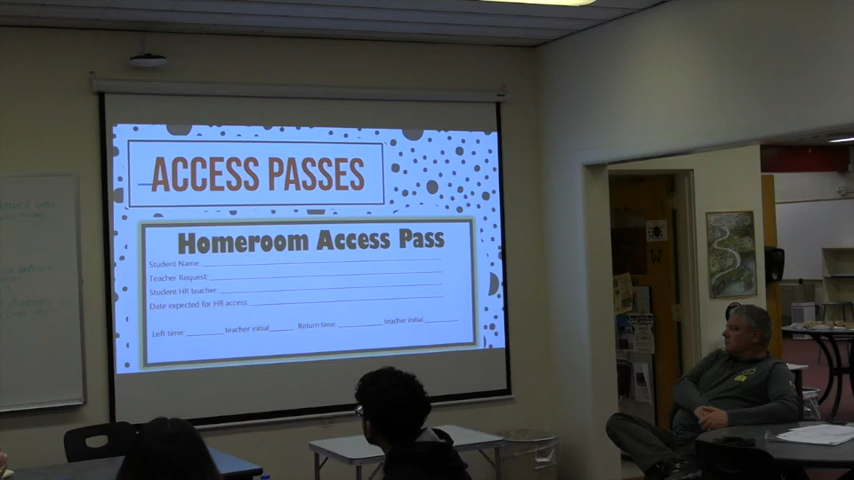 ACCESS PASSES
Homeroom Access Pass
Student Name:
Teacher Request:
Student HR teacher:
Date expected for HR access:
Left time: teacher initial Return time: teacher initial
W